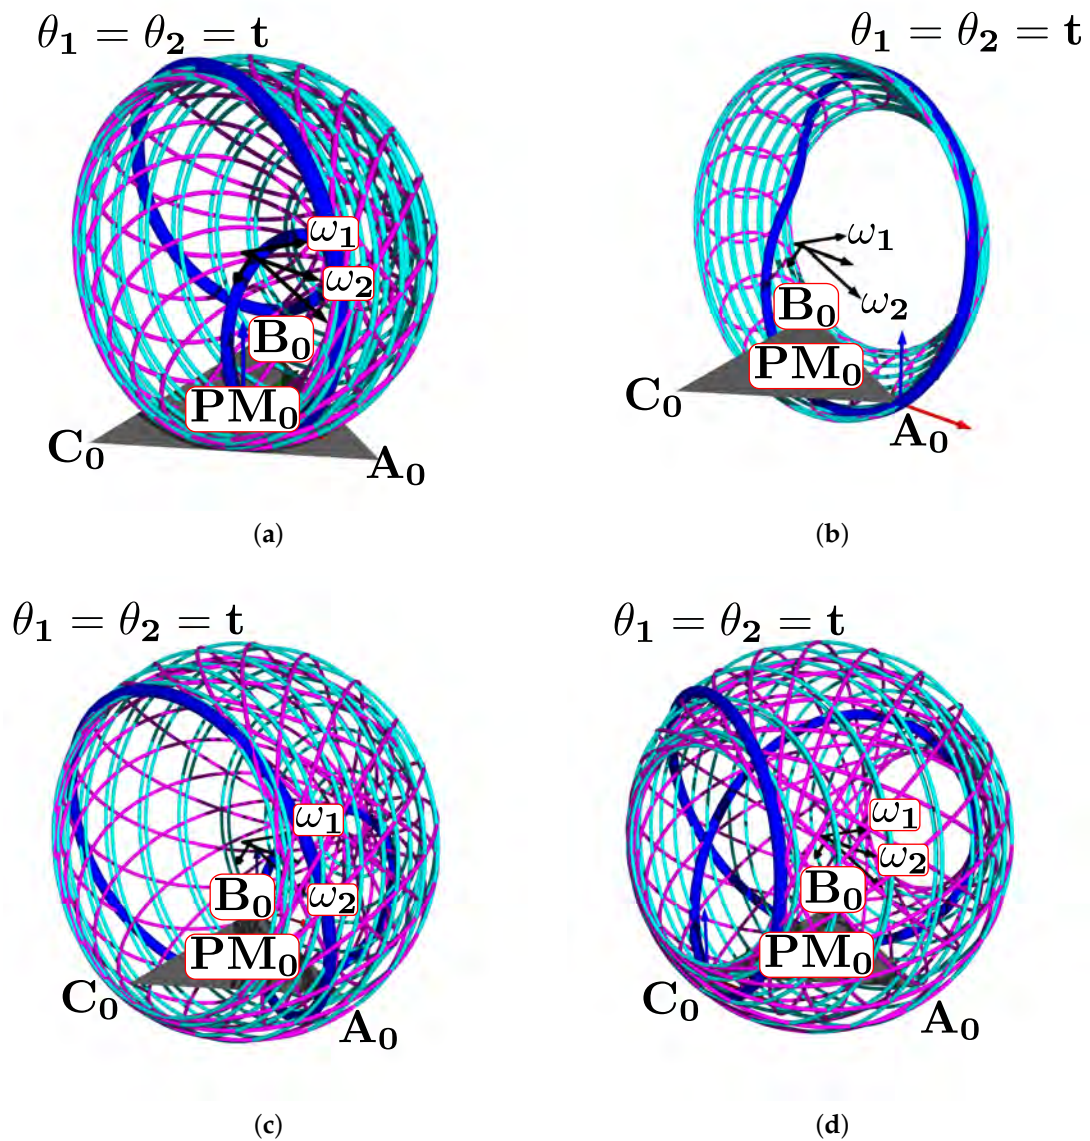 θ₁ = θ₂ = t
ω₁
ω₂
B₀
PM₀
C₀
A₀
(a)
θ₁ = θ₂ = t
ω₁
ω₂
B₀
PM₀
C₀
A₀
(b)
θ₁ = θ₂ = t
ω₁
B₀
ω₂
PM₀
C₀
A₀
(c)
θ₁ = θ₂ = t
ω₁
ω₂
B₀
PM₀
C₀
A₀
(d)